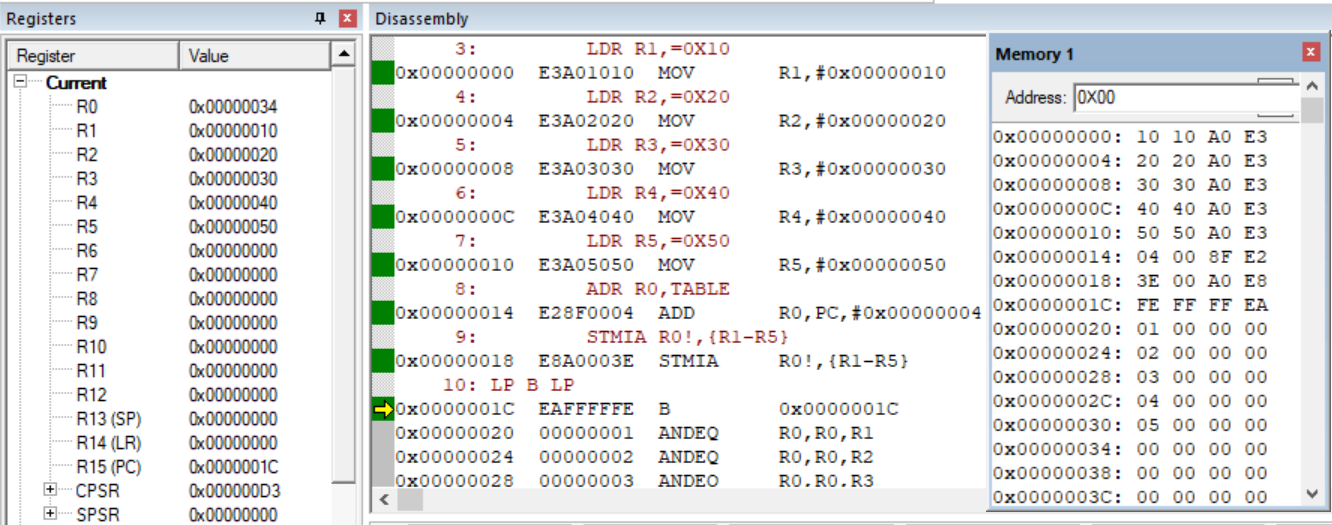 Registers
Register Value
Current
R0 0x00000034
R1 0x00000010
R2 0x00000020
R3 0x00000030
R4 0x00000040
R5 0x00000050
R6 0x00000000
R7 0x00000000
R8 0x00000000
R9 0x00000000
R10 0x00000000
R11 0x00000000
R12 0x00000000
R13 (SP) 0x00000000
R14 (LR) 0x00000000
R15 (PC) 0x0000001C
CPSR 0x000000D3
SPSR 0x00000000
Disassembly
3: LDR R1,=0X10
0x00000000 E3A01010 MOV R1,#0x00000010
4: LDR R2,=0X20
0x00000004 E3A02020 MOV R2,#0x00000020
5: LDR R3,=0X30
0x00000008 E3A03030 MOV R3,#0x00000030
6: LDR R4,=0X40
0x0000000C E3A04040 MOV R4,#0x00000040
7: LDR R5,=0X50
0x00000010 E3A05050 MOV R5,#0x00000050
8: ADR R0,TABLE
0x00000014 E28F0004 ADD R0,PC,#0x00000004
9: STMIA R0!,{R1-R5}
0x00000018 E8A0003E STMIA R0!,{R1-R5}
10: LP B LP
0x0000001C EAFFFFFE B 0x0000001C
0x00000020 00000001 ANDEQ R0,R0,R1
0x00000024 00000002 ANDEQ R0,R0,R2
0x00000028 00000003 ANDEQ R0,R0,R3
Memory 1
Address: 0X00
0x00000000: 10 10 A0 E3
0x00000004: 20 20 A0 E3
0x00000008: 30 30 A0 E3
0x0000000C: 40 40 A0 E3
0x00000010: 50 50 A0 E3
0x00000014: 04 00 8F E2
0x00000018: 3E 00 A0 E8
0x0000001C: FE FF FF EA
0x00000020: 01 00 00 00
0x00000024: 02 00 00 00
0x00000028: 03 00 00 00
0x0000002C: 04 00 00 00
0x00000030: 05 00 00 00
0x00000034: 00 00 00 00
0x00000038: 00 00 00 00
0x0000003C: 00 00 00 00